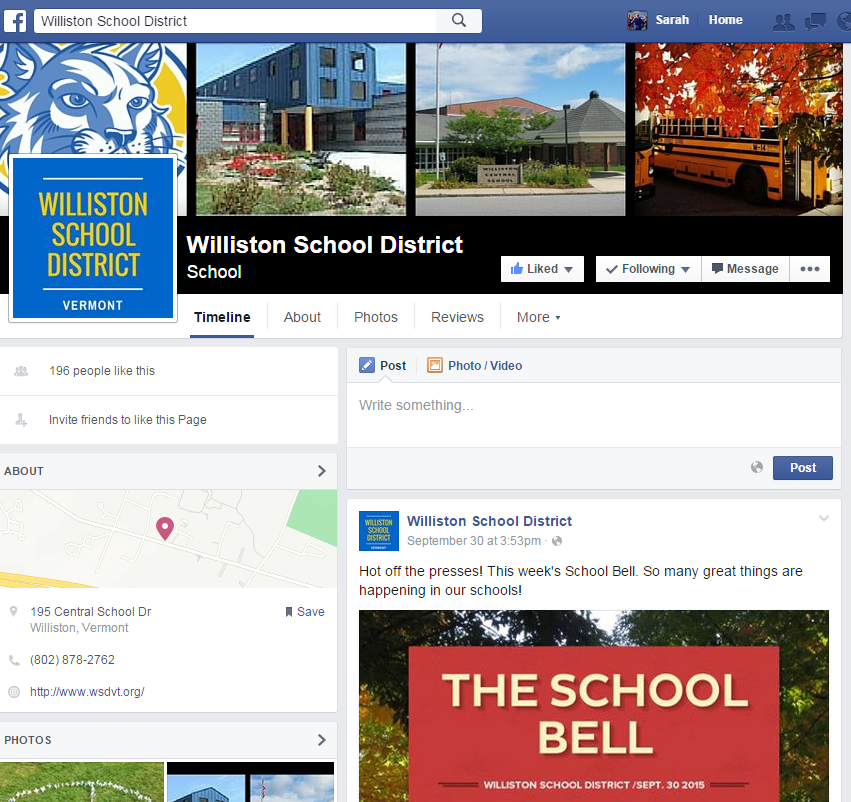 Williston School District
Sarah
Home
WILLISTON
CENTRAL
SCHOOL
WILLISTON
SCHOOL
DISTRICT
VERMONT
Williston School District
School
Liked
Following
Message
Timeline
About
Photos
Reviews
More
196 people like this
Invite friends to like this Page
ABOUT
195 Central School Dr
Williston, Vermont
Save
(802) 878-2762
http://www.wsdvt.org/
PHOTOS
Post
Photo / Video
Write something...
Post
WILLISTON
SCHOOL
DISTRICT
VERMONT
Williston School District
September 30 at 3:53pm ·
Hot off the presses! This week's School Bell. So many great things are
happening in our schools!
THE SCHOOL
BELL
WILLISTON SCHOOL DISTRICT /SEPT. 30 2015